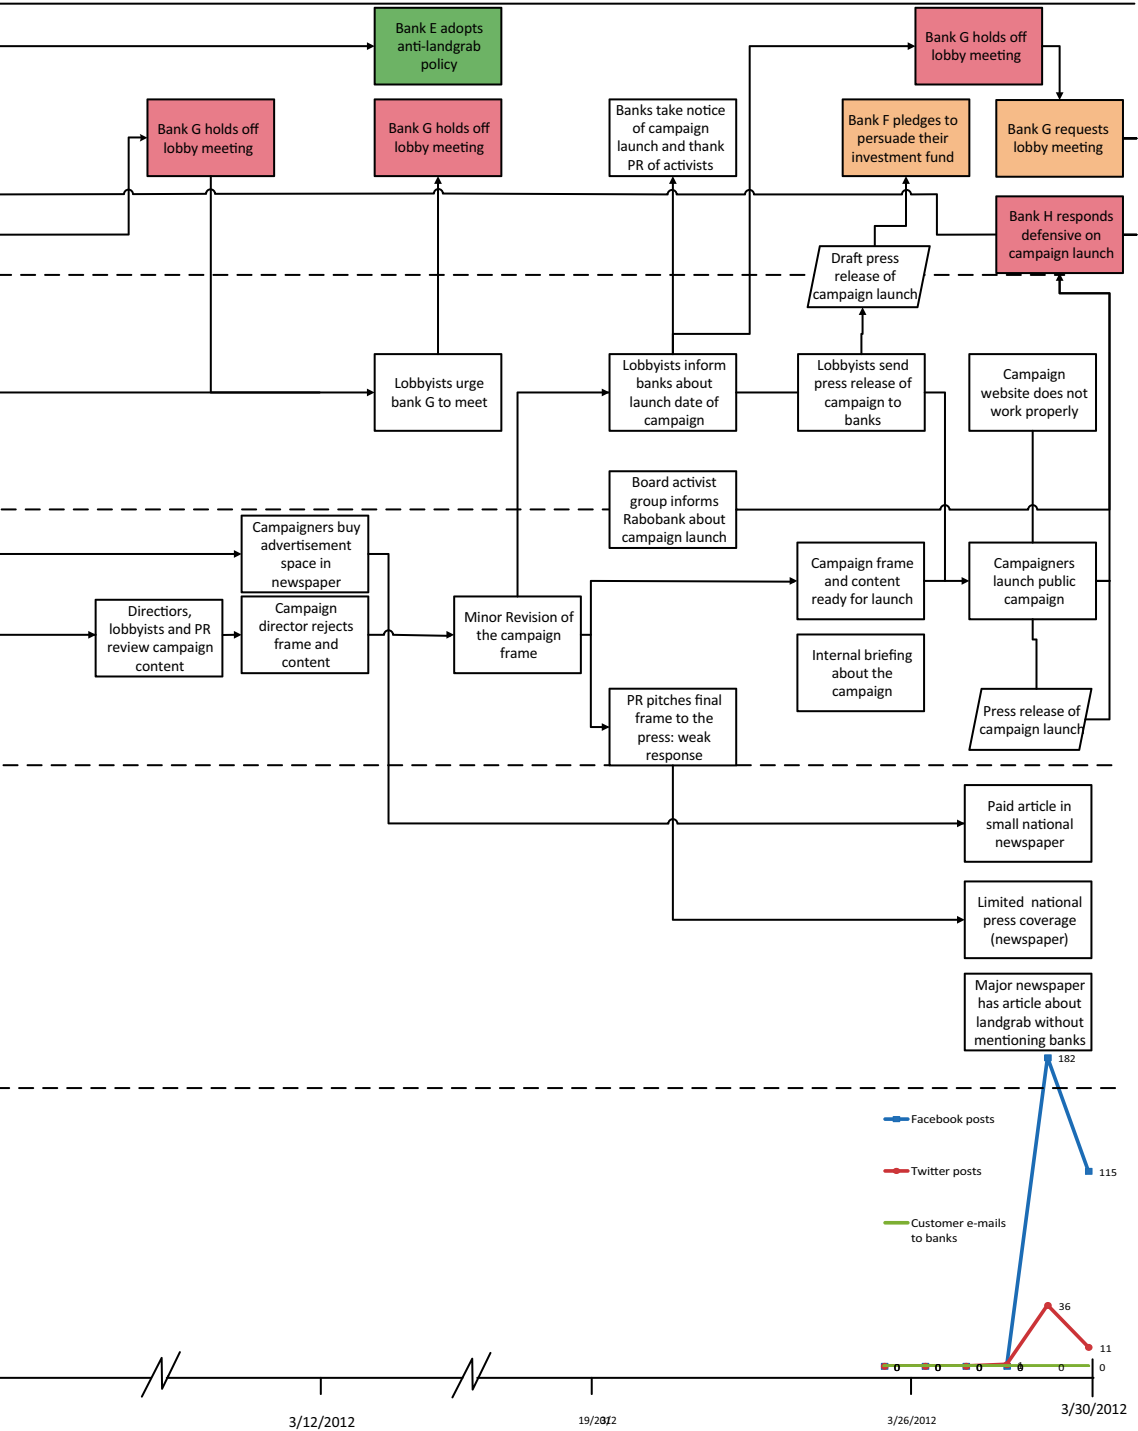 Bank E adopts
anti-landgrab
policy
Bank G holds off
lobby meeting
Bank G holds off
lobby meeting
Bank G holds off
lobby meeting
Banks take notice
of campaign
launch and thank
PR of activists
Bank F pledges to
persuade their
investment fund
Bank G requests
lobby meeting
Bank H responds
defensive on
campaign launch
Draft press
release of
campaign launch
Lobbyists urge
bank G to meet
Lobbyists inform
banks about
launch date of
campaign
Lobbyists send
press release of
campaign to
banks
Campaign
website does not
work properly
Board activist
group informs
Rabobank about
campaign launch
Campaigners buy
advertisement
space in
newspaper
Campaign frame
and content
ready for launch
Campaigners
launch public
campaign
Directiors,
lobbyists and PR
review campaign
content
Campaign
director rejects
frame and
content
Minor Revision of
the campaign
frame
Internal briefing
about the
campaign
PR pitches final
frame to the
press: weak
response
Press release of
campaign launch
Paid article in
small national
newspaper
Limited national
press coverage
(newspaper)
Major newspaper
has article about
landgrab without
mentioning banks
182
Facebook posts
Twitter posts
115
Customer e-mails
to banks
36
11
0
0
0
0
0
3/12/2012
3/26/2012
3/30/2012